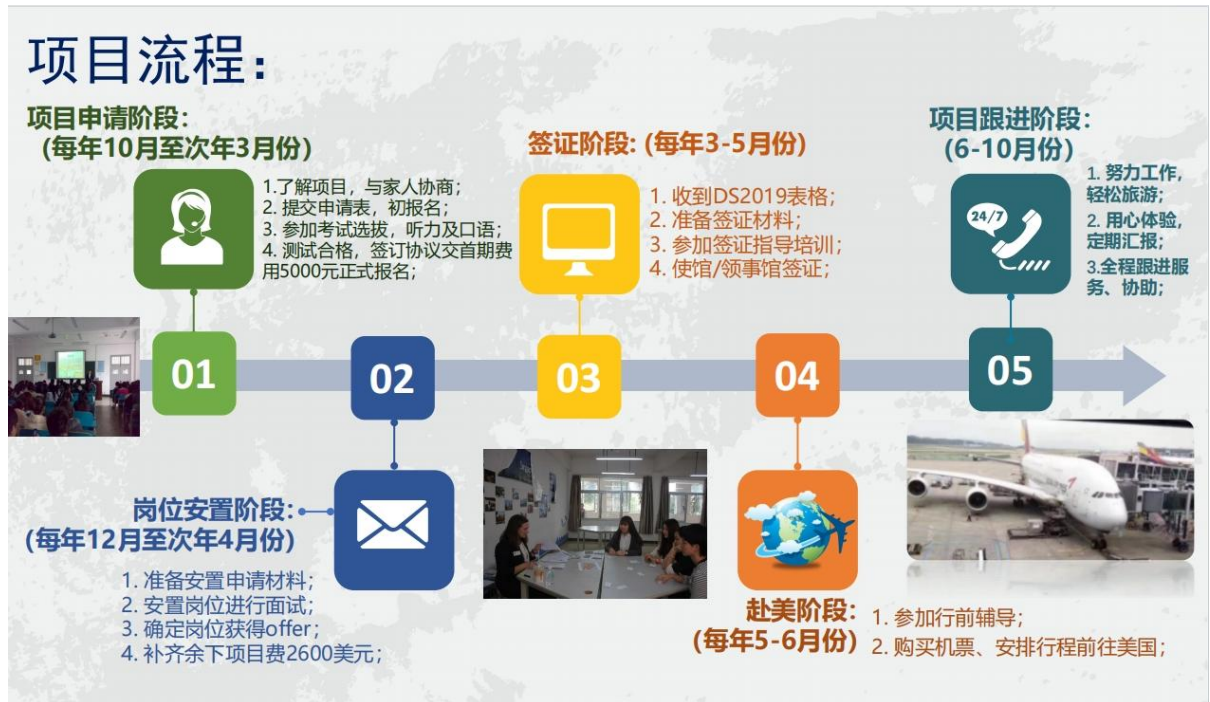 项目流程：
项目申请阶段：
(每年10月至次年3月份)
1.了解项目，与家人协商；
2. 提交申请表，初报名；
3. 参加考试选拔，听力及口语；
4. 测试合格，签订协议交首期费
用5000元正式报名；
签证阶段: (每年3-5月份)
1. 收到DS2019表格；
2. 准备签证材料；
3. 参加签证指导培训；
4. 使馆/领事馆签证；
项目跟进阶段：
(6-10月份)
24/7
1. 努力工作，
轻松旅游；
2. 用心体验，
定期汇报；
3.全程跟进服
务、协助；
01
02
03
04
05
岗位安置阶段：
(每年12月至次年4月份)
1. 准备安置申请材料；
2. 安置岗位进行面试；
3. 确定岗位获得offer；
4. 补齐余下项目费2600美元；
赴美阶段：
(每年5-6月份)
1. 参加行前辅导；
2. 购买机票、安排行程前往美国；